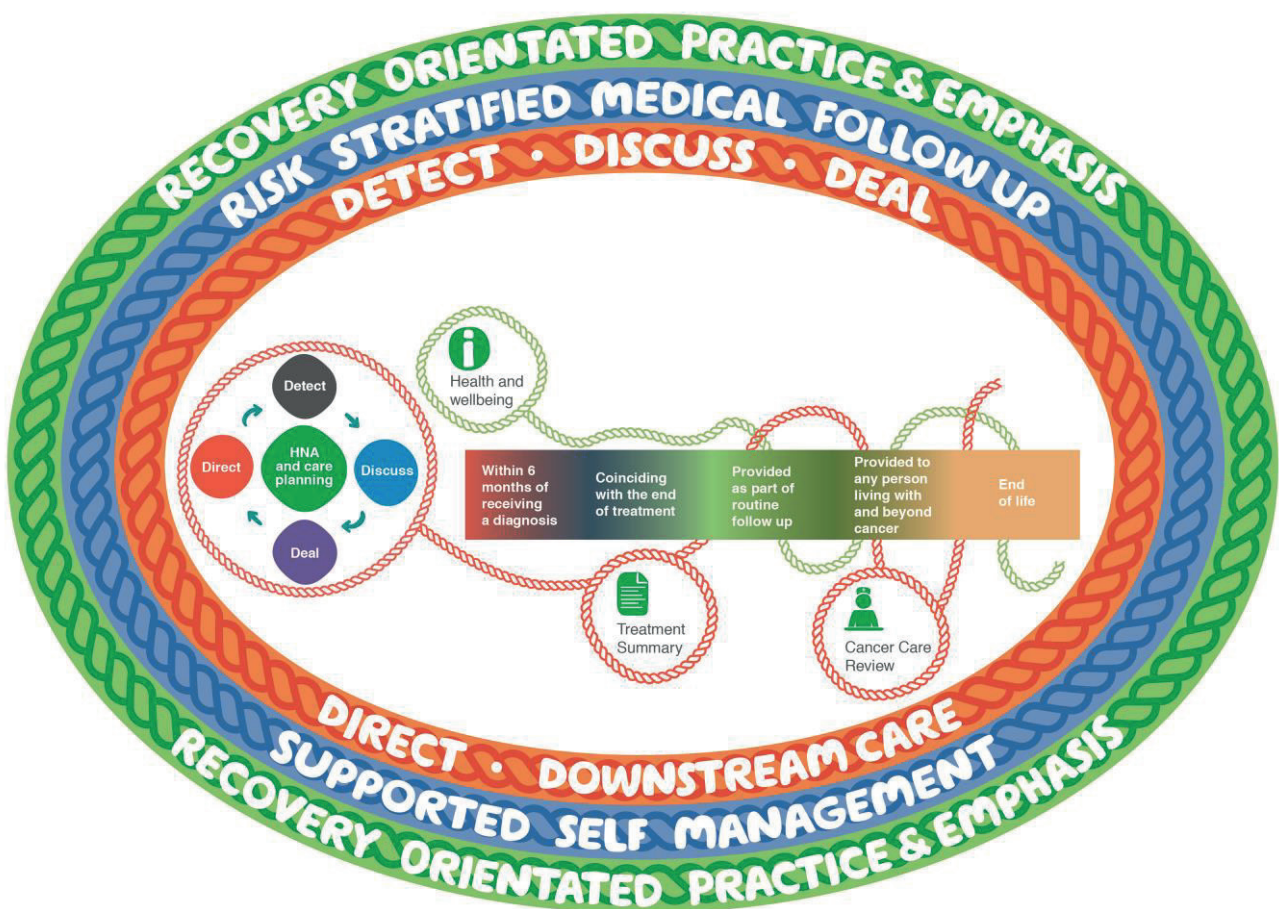 RECOVERY ORIENTATED PRACTICE & EMPHASIS
RISK STRATIFIED MEDICAL FOLLOW UP
DETECT · DISCUSS · DEAL
Health and
wellbeing
Detect
Direct
HNA
and care
planning
Discuss
Deal
Within 6
months of
receiving
a diagnosis
Coinciding
with the end
of treatment
Provided
as part of
routine
follow up
Provided to
any person
living with
and beyond
cancer
End
of life
Treatment
Summary
Cancer Care
Review
DIRECT · DOWNSTREAM CARE
SUPPORTED SELF MANAGEMENT
RECOVERY ORIENTATED PRACTICE & EMPHASIS